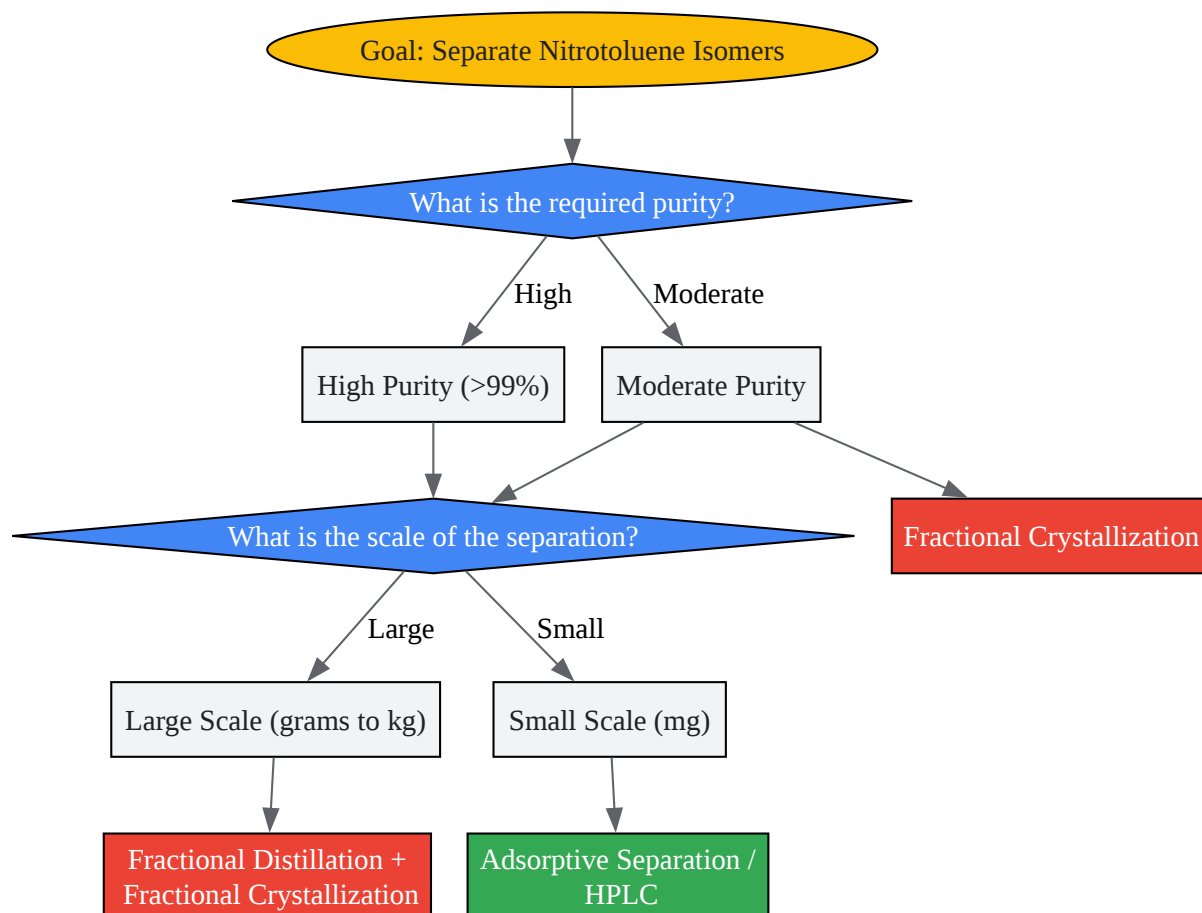 Goal: Separate Nitrotoluene Isomers
What is the required purity?
High
Moderate
High Purity (>99%)
Moderate Purity
What is the scale of the separation?
Fractional Crystallization
Large
Small
Large Scale (grams to kg)
Small Scale (mg)
Fractional Distillation +
Fractional Crystallization
Adsorptive Separation /
HPLC